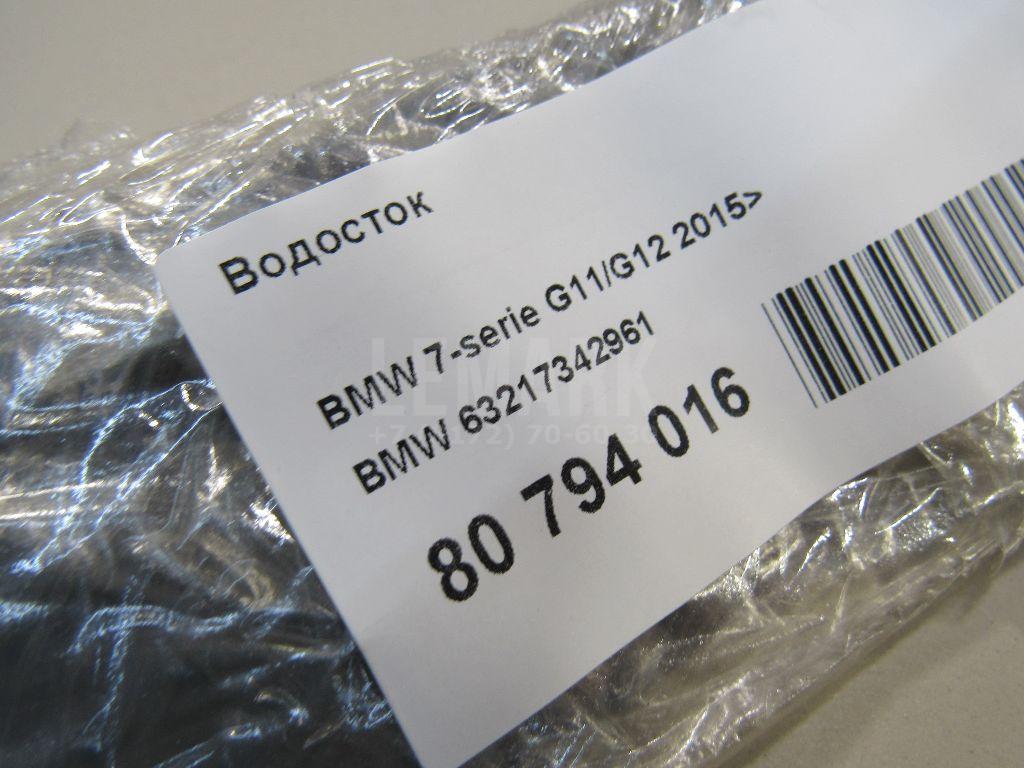 Водосток
BMW 7-serie G11/G12 2015>
BMW 63217342961
80 794 016
LEMARK